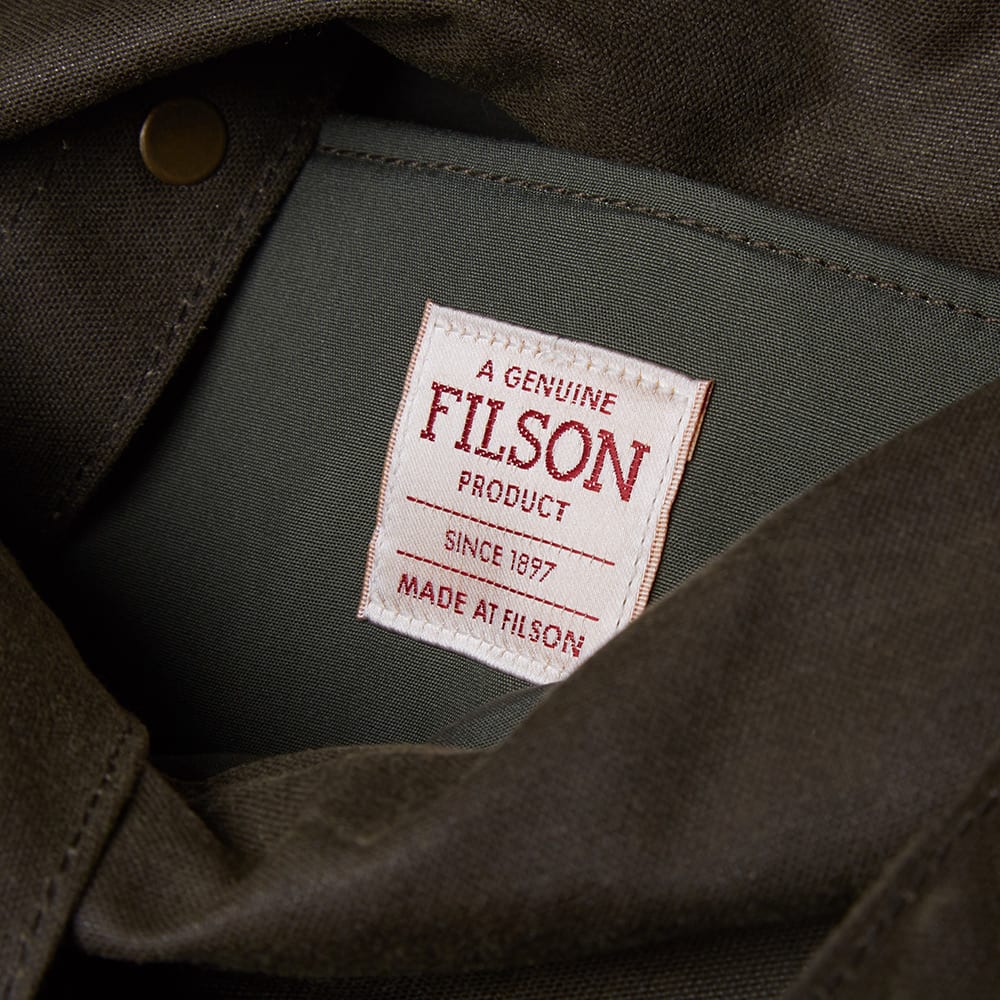 A GENUINE
FILSON
PRODUCT
SINCE 1897
MADE AT FILSON